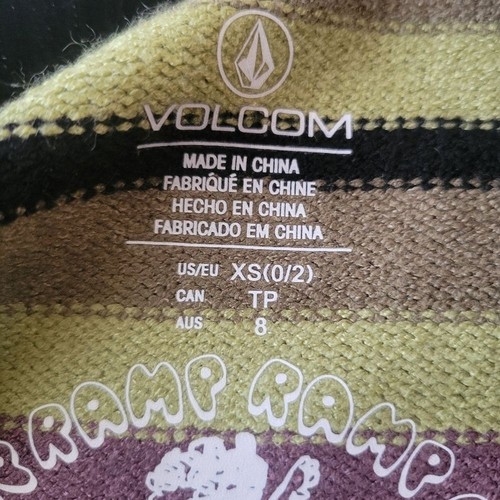 VOLCOM
MADE IN CHINA
FABRIQUÉ EN CHINE
HECHO EN CHINA
FABRICADO EM CHINA
US/EU XS(0/2)
CAN TP
AUS 8
RAMP TAMP